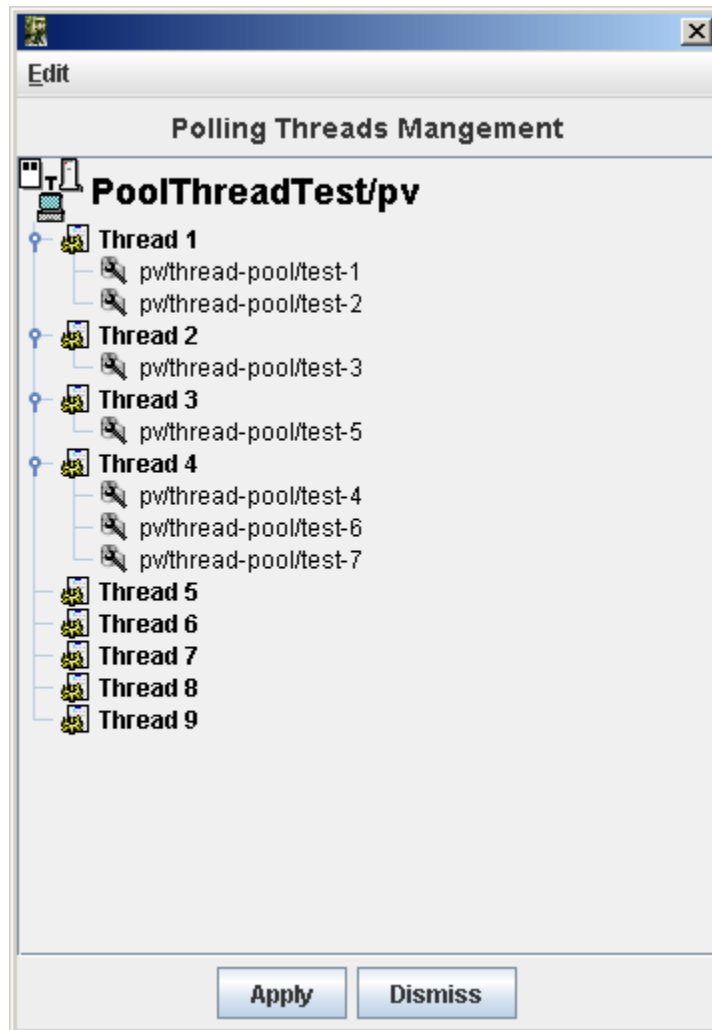 Edit
Polling Threads Mangement
PoolThreadTest/pv
Thread 1
pv/thread-pool/test-1
pv/thread-pool/test-2
Thread 2
pv/thread-pool/test-3
Thread 3
pv/thread-pool/test-5
Thread 4
pv/thread-pool/test-4
pv/thread-pool/test-6
pv/thread-pool/test-7
Thread 5
Thread 6
Thread 7
Thread 8
Thread 9
Apply Dismiss